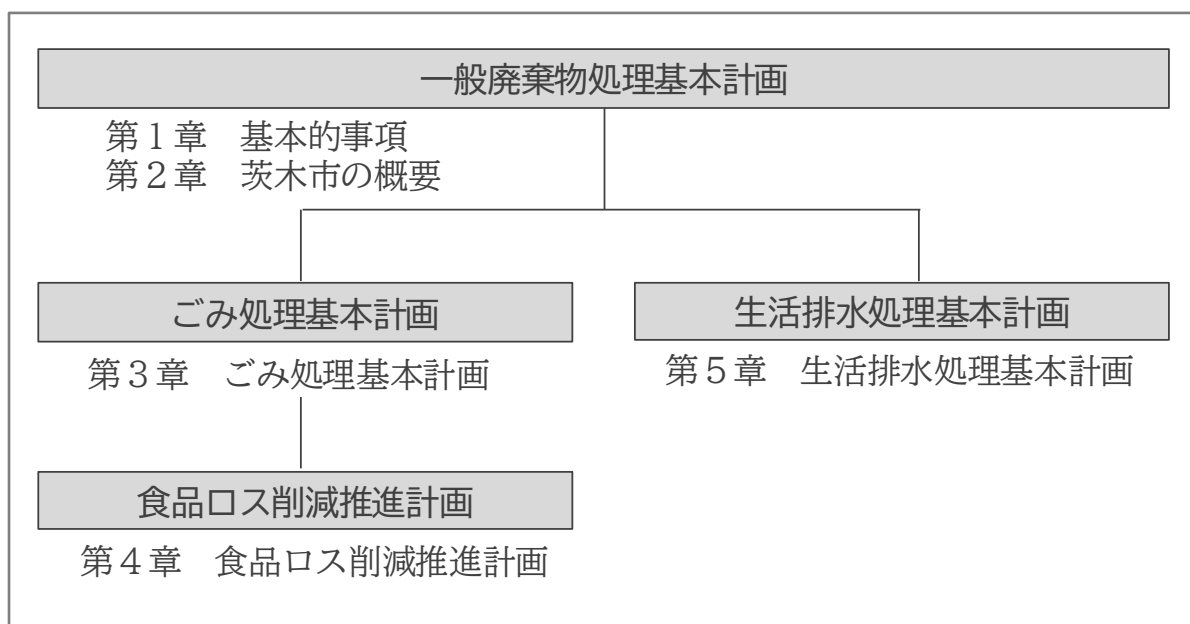 一般廃棄物処理基本計画
第１章　基本的事項
第２章　茨木市の概要
ごみ処理基本計画
第３章　ごみ処理基本計画
食品ロス削減推進計画
第４章　食品ロス削減推進計画
生活排水処理基本計画
第５章　生活排水処理基本計画